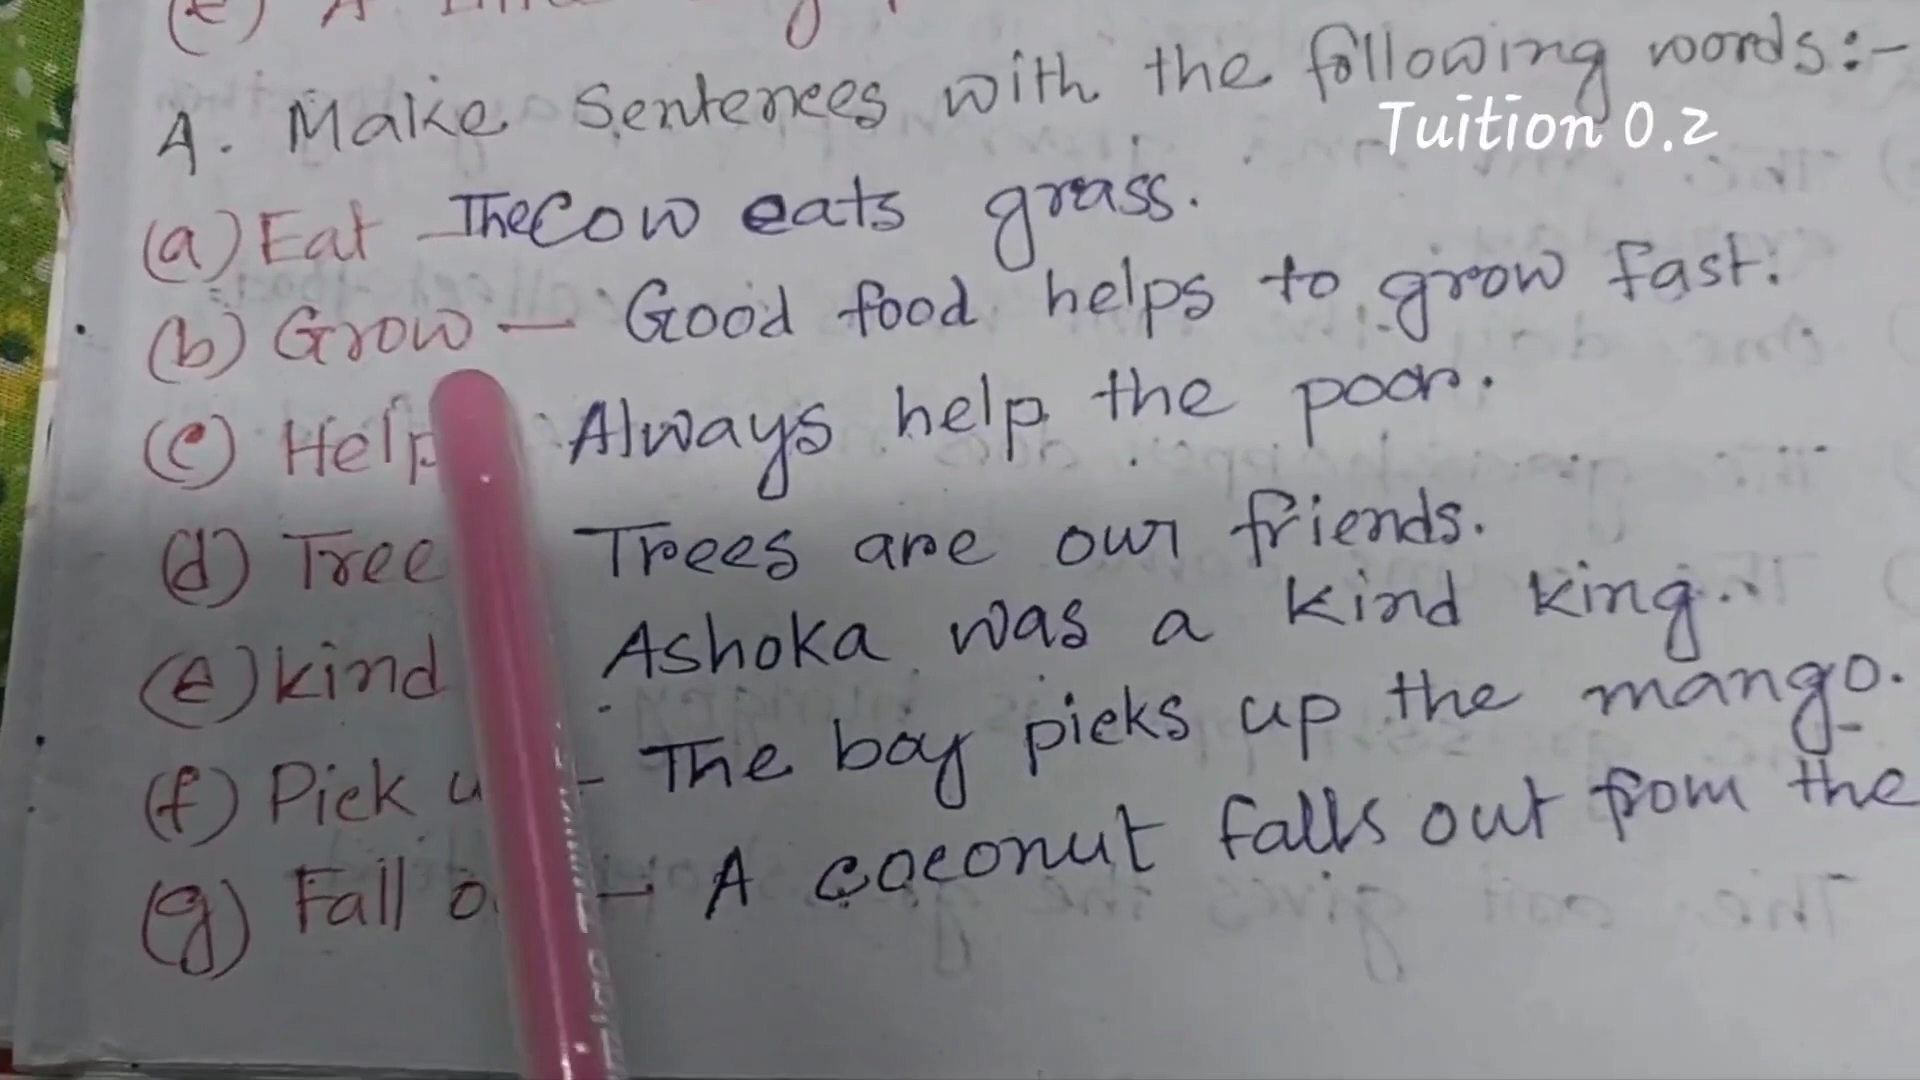 A. Make Sentences with the following words:-
Tuition 0.2
(a) Eat - The Cow eats grass.
(b) Grow - Good food helps to grow fast.
(c) Help Always help the poor.
(d) Tree Trees are our friends.
(e) kind Ashoka was a kind king.
(f) Pick - The boy picks up the mango.
(g) Fall - A coconut falls out from the